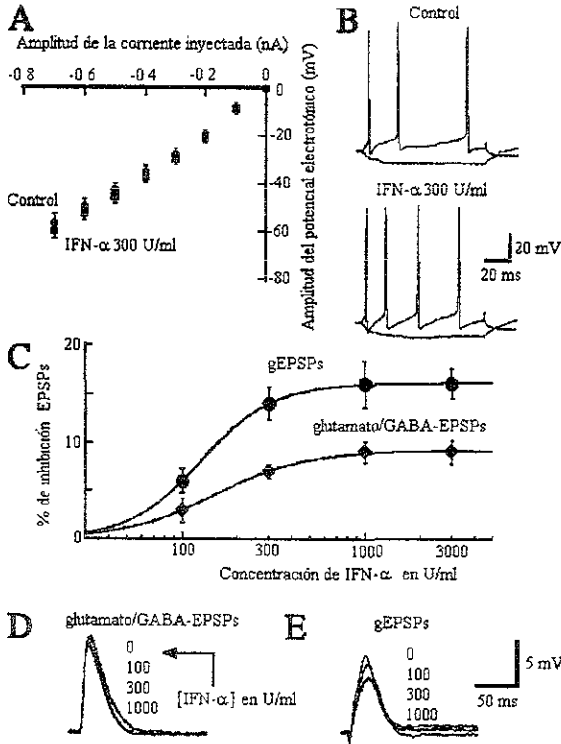 A
Amplitud de la corriente inyectada (nA)
-0.8 -0.6 -0.4 -0.2 0
0
-20
-40
-60
-80
Amplitud del potencial electrotónico (mV)
Control
IFN-α 300 U/ml
B
Control
IFN-α 300 U/ml
20 mV
20 ms
C
20
10
0
% de inhibición EPSPs
gEPSPs
glutamato/GABA-EPSPs
100 300 1000 3000
Concentración de IFN-α en U/ml
D
glutamato/GABA-EPSPs
0
100
300
1000
[IFN-α] en U/ml
E
gEPSPs
0
100
300
1000
5 mV
50 ms